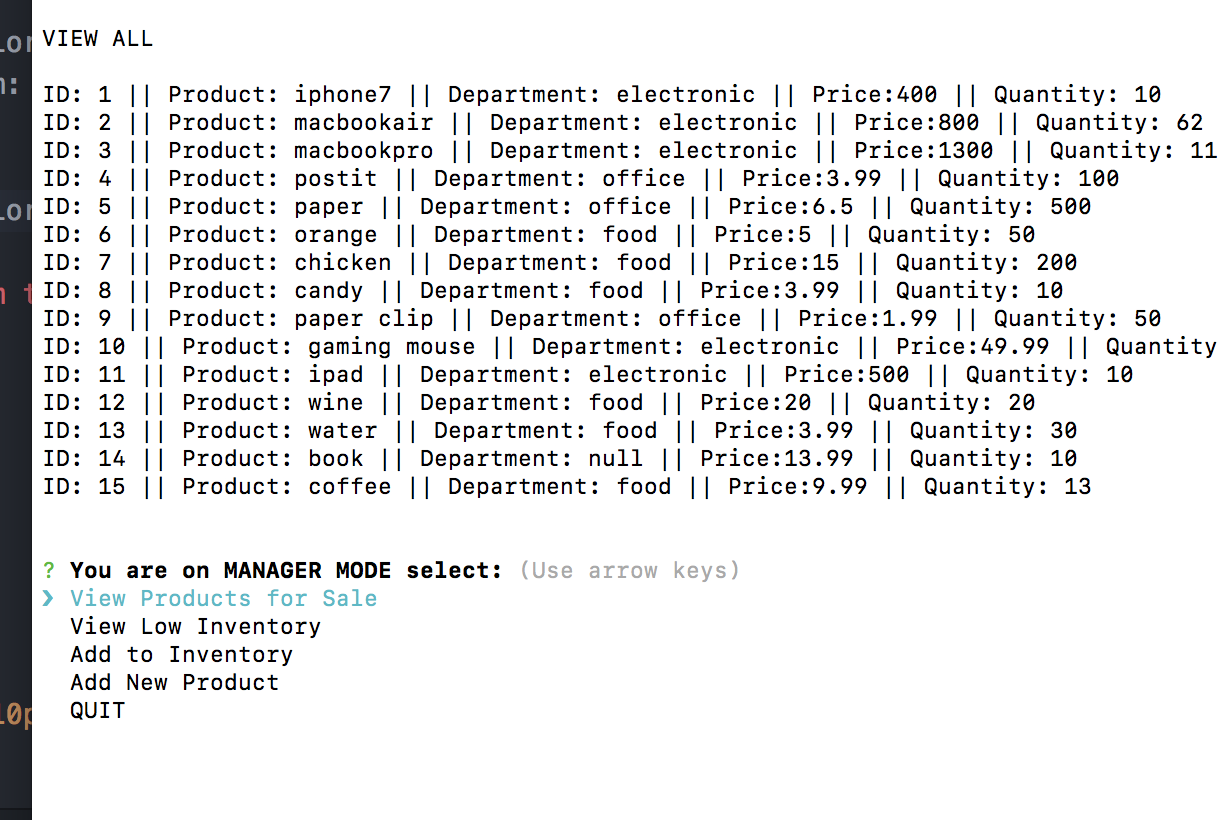 VIEW ALL
ID: 1 || Product: iphone7 || Department: electronic || Price:400 || Quantity: 10
ID: 2 || Product: macbookair || Department: electronic || Price:800 || Quantity: 62
ID: 3 || Product: macbookpro || Department: electronic || Price:1300 || Quantity: 11
ID: 4 || Product: postit || Department: office || Price:3.99 || Quantity: 100
ID: 5 || Product: paper || Department: office || Price:6.5 || Quantity: 500
ID: 6 || Product: orange || Department: food || Price:5 || Quantity: 50
ID: 7 || Product: chicken || Department: food || Price:15 || Quantity: 200
ID: 8 || Product: candy || Department: food || Price:3.99 || Quantity: 10
ID: 9 || Product: paper clip || Department: office || Price:1.99 || Quantity: 50
ID: 10 || Product: gaming mouse || Department: electronic || Price:49.99 || Quantity
ID: 11 || Product: ipad || Department: electronic || Price:500 || Quantity: 10
ID: 12 || Product: wine || Department: food || Price:20 || Quantity: 20
ID: 13 || Product: water || Department: food || Price:3.99 || Quantity: 30
ID: 14 || Product: book || Department: null || Price:13.99 || Quantity: 10
ID: 15 || Product: coffee || Department: food || Price:9.99 || Quantity: 13
? You are on MANAGER MODE select: (Use arrow keys)
❯ View Products for Sale
View Low Inventory
Add to Inventory
Add New Product
QUIT